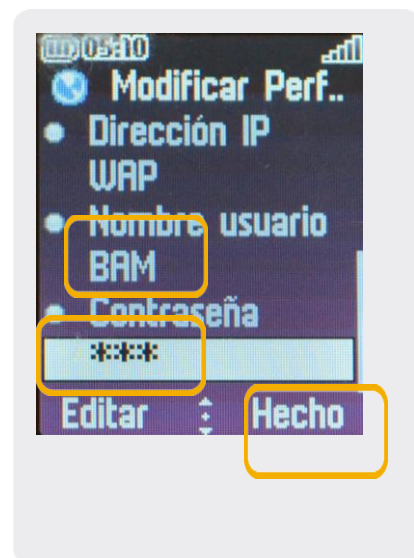 05:10
Modificar Perf..
Dirección IP
WAP
Nombre usuario
BAM
Contraseña
***
Editar Hecho